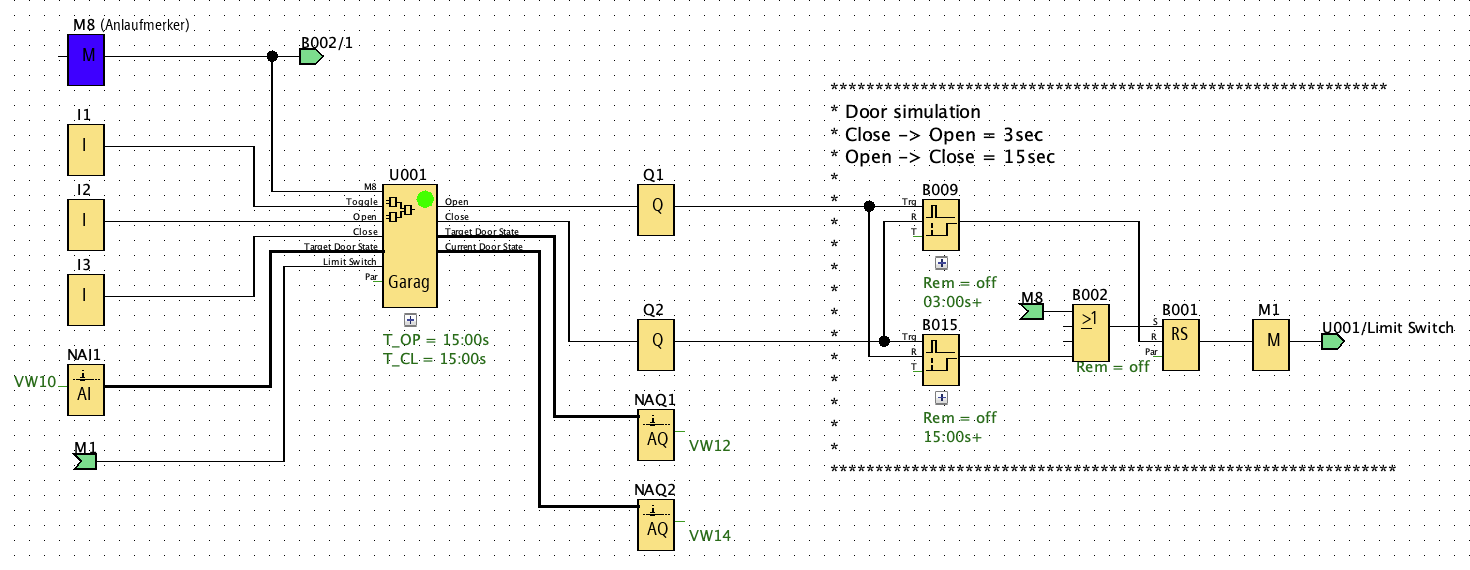 M8 (Anlaufmerker)
M
B002/1
I1
I
I2
I
I3
I
NAI1
VW10
AI
M1
U001
M8
Toggle
Open
Close
Target Door State
Limit Switch
Par
Open
Close
Target Door State
Current Door State
Garag
T_OP = 15:00s
T_CL = 15:00s
Q1
Q
Q2
Q
NAQ1
AQ
VW12
NAQ2
AQ
VW14
* Door simulation
* Close -> Open = 3sec
* Open -> Close = 15sec
B009
Trg
R
T
Rem = off
03:00s+
B015
Trg
R
T
Rem = off
15:00s+
M8
B002
≥1
B001
S
R
Par
RS
Rem = off
M1
M
U001/Limit Switch